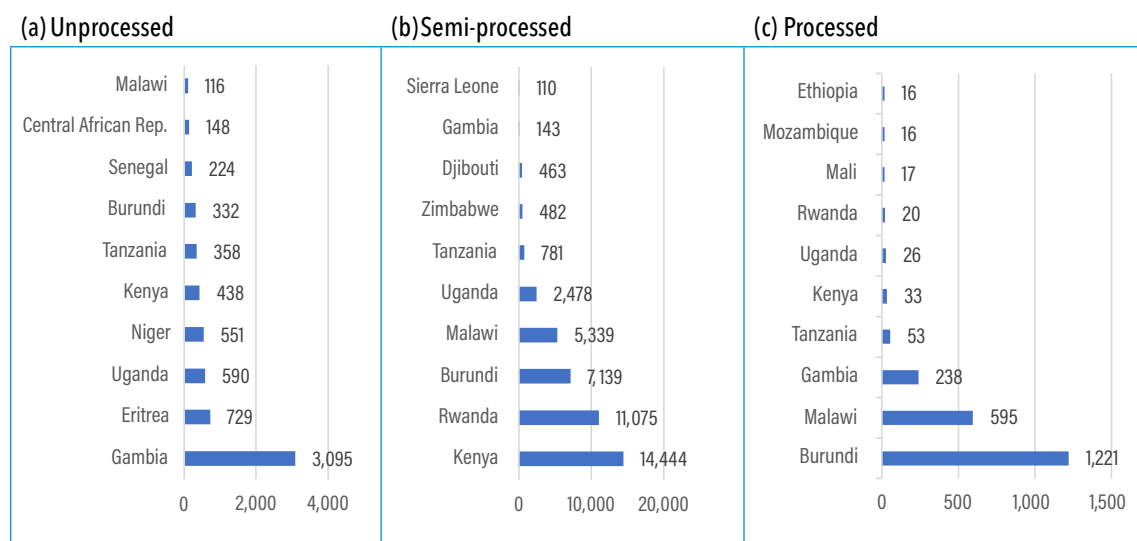 (a) Unprocessed
Malawi 116
Central African Rep. 148
Senegal 224
Burundi 332
Tanzania 358
Kenya 438
Niger 551
Uganda 590
Eritrea 729
Gambia 3,095
0 2,000 4,000
(b) Semi-processed
Sierra Leone 110
Gambia 143
Djibouti 463
Zimbabwe 482
Tanzania 781
Uganda 2,478
Malawi 5,339
Burundi 7,139
Rwanda 11,075
Kenya 14,444
0 10,000 20,000
(c) Processed
Ethiopia 16
Mozambique 16
Mali 17
Rwanda 20
Uganda 26
Kenya 33
Tanzania 53
Gambia 238
Malawi 595
Burundi 1,221
0 500 1,000 1,500